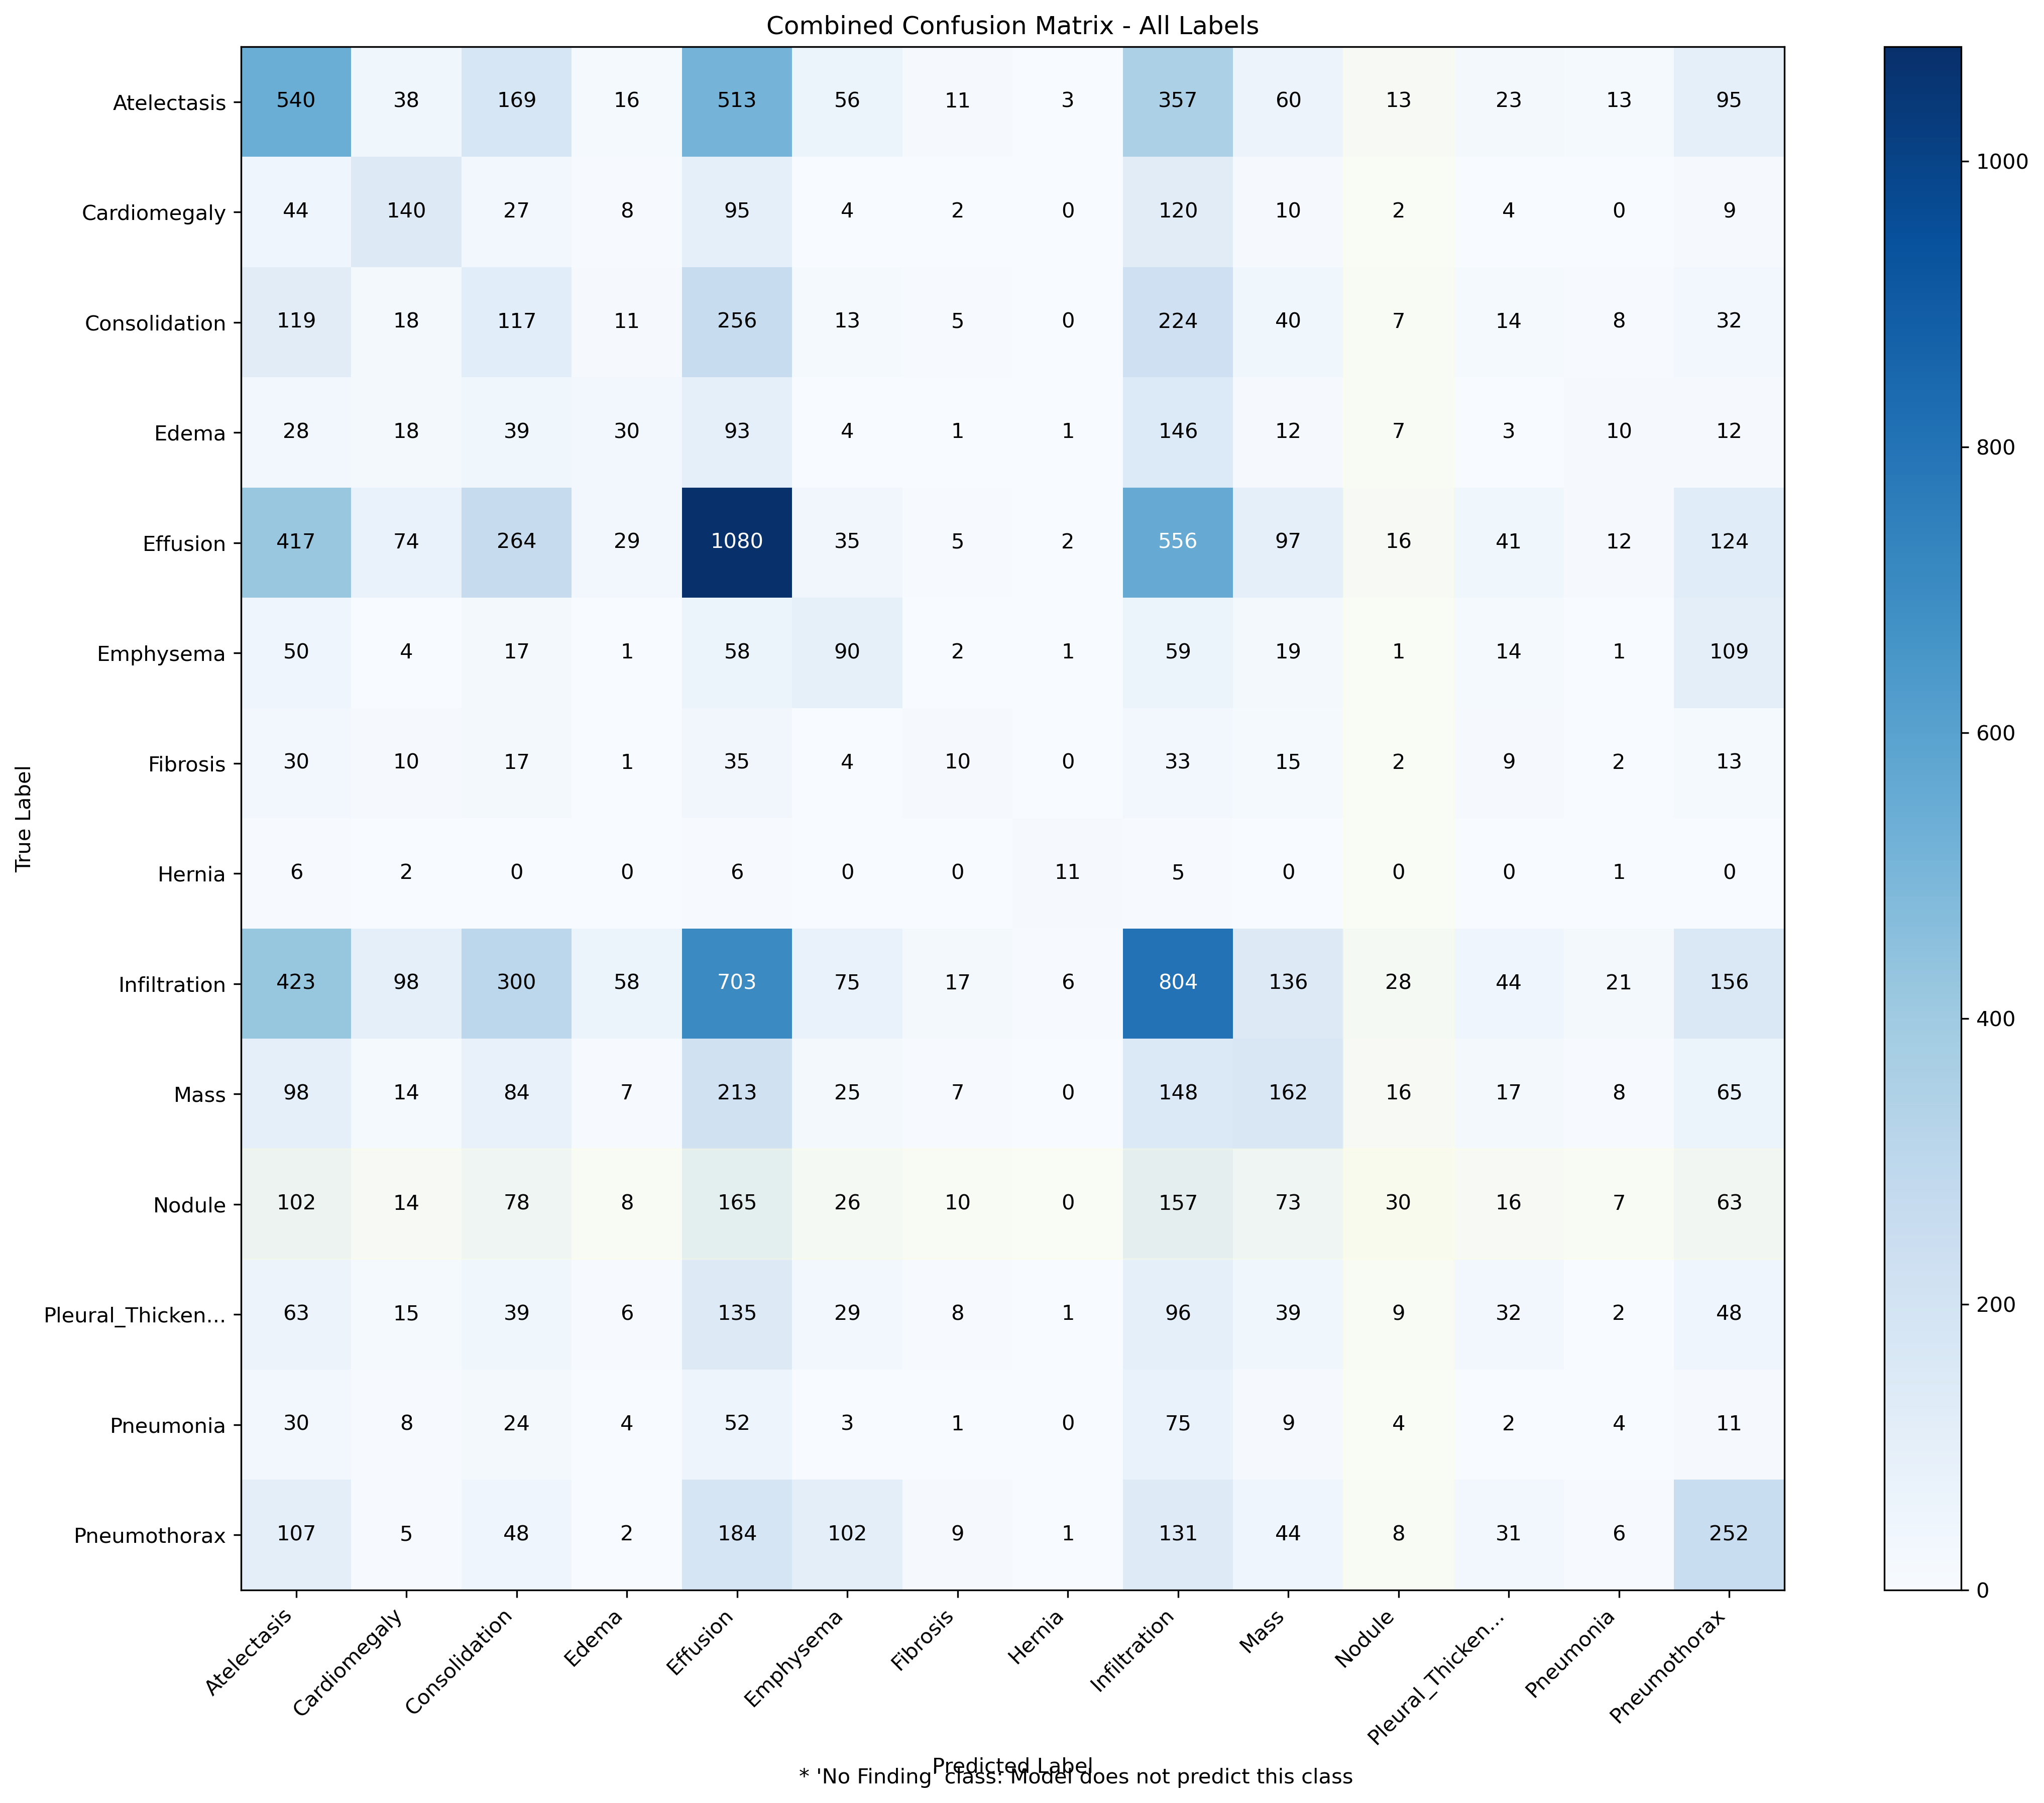 Combined Confusion Matrix - All Labels
Atelectasis 540 38 169 16 513 56 11 3 357 60 13 23 13 95
Cardiomegaly 44 140 27 8 95 4 2 0 120 10 2 4 0 9
Consolidation 119 18 117 11 256 13 5 0 224 40 7 14 8 32
Edema 28 18 39 30 93 4 1 1 146 12 7 3 10 12
Effusion 417 74 264 29 1080 35 5 2 556 97 16 41 12 124
Emphysema 50 4 17 1 58 90 2 1 59 19 1 14 1 109
Fibrosis 30 10 17 1 35 4 10 0 33 15 2 9 2 13
Hernia 6 2 0 0 6 0 0 11 5 0 0 0 1 0
Infiltration 423 98 300 58 703 75 17 6 804 136 28 44 21 156
Mass 98 14 84 7 213 25 7 0 148 162 16 17 8 65
Nodule 102 14 78 8 165 26 10 0 157 73 30 16 7 63
Pleural_Thicken... 63 15 39 6 135 29 8 1 96 39 9 32 2 48
Pneumonia 30 8 24 4 52 3 1 0 75 9 4 2 4 11
Pneumothorax 107 5 48 2 184 102 9 1 131 44 8 31 6 252
True Label
Atelectasis Cardiomegaly Consolidation Edema Effusion Emphysema Fibrosis Hernia Infiltration Mass Nodule Pleural_Thicken... Pneumonia Pneumothorax
Predicted Label
* 'No Finding' class: Model does not predict this class
1000
800
600
400
200
0